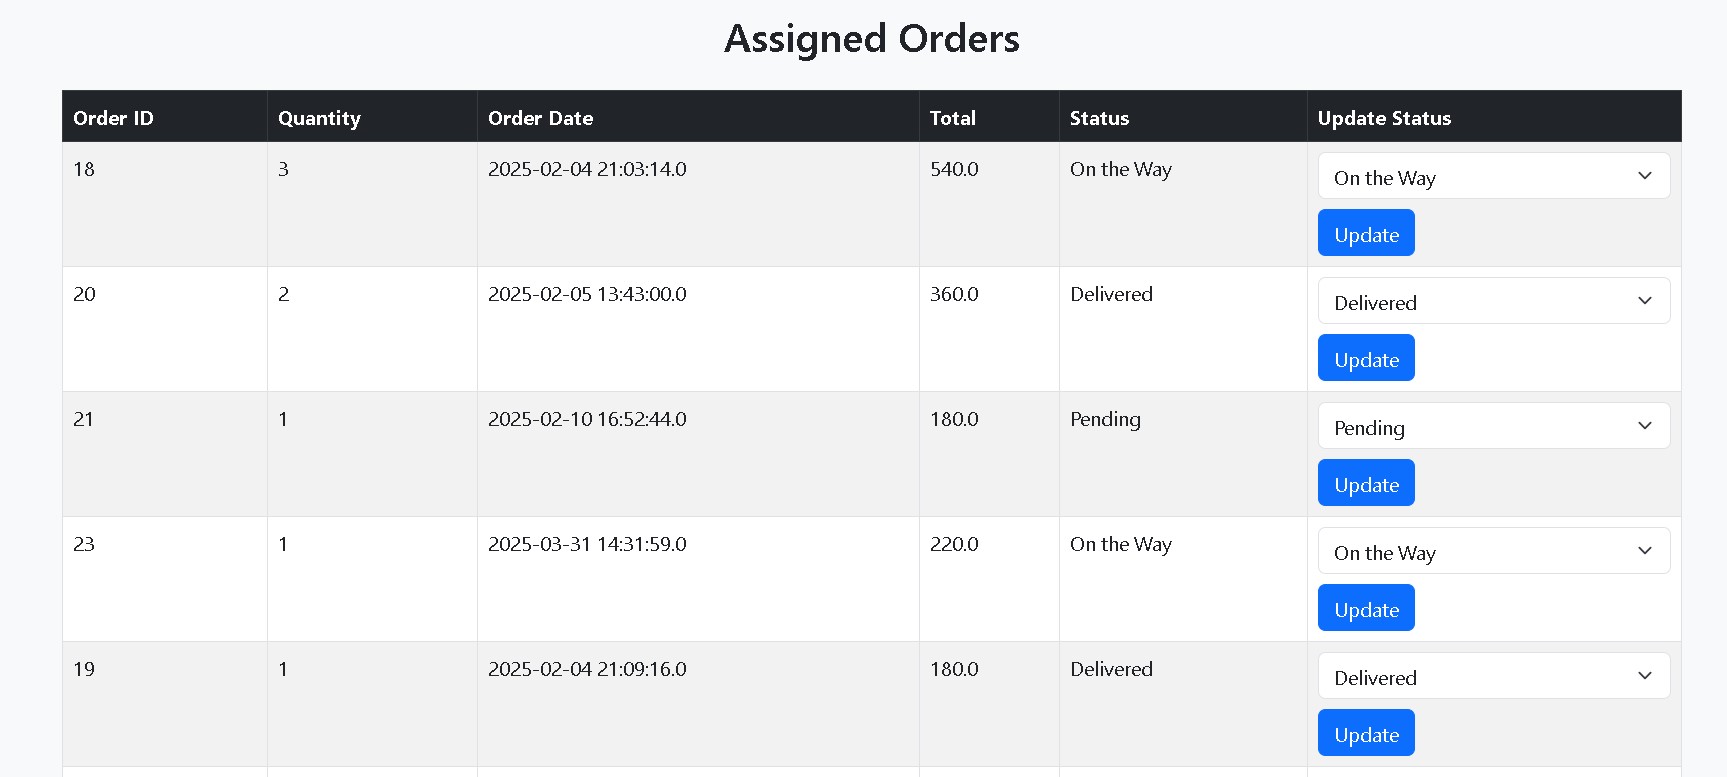 Assigned Orders
Order ID Quantity Order Date Total Status Update Status
18 3 2025-02-04 21:03:14.0 540.0 On the Way On the Way
Update
20 2 2025-02-05 13:43:00.0 360.0 Delivered Delivered
Update
21 1 2025-02-10 16:52:44.0 180.0 Pending Pending
Update
23 1 2025-03-31 14:31:59.0 220.0 On the Way On the Way
Update
19 1 2025-02-04 21:09:16.0 180.0 Delivered Delivered
Update